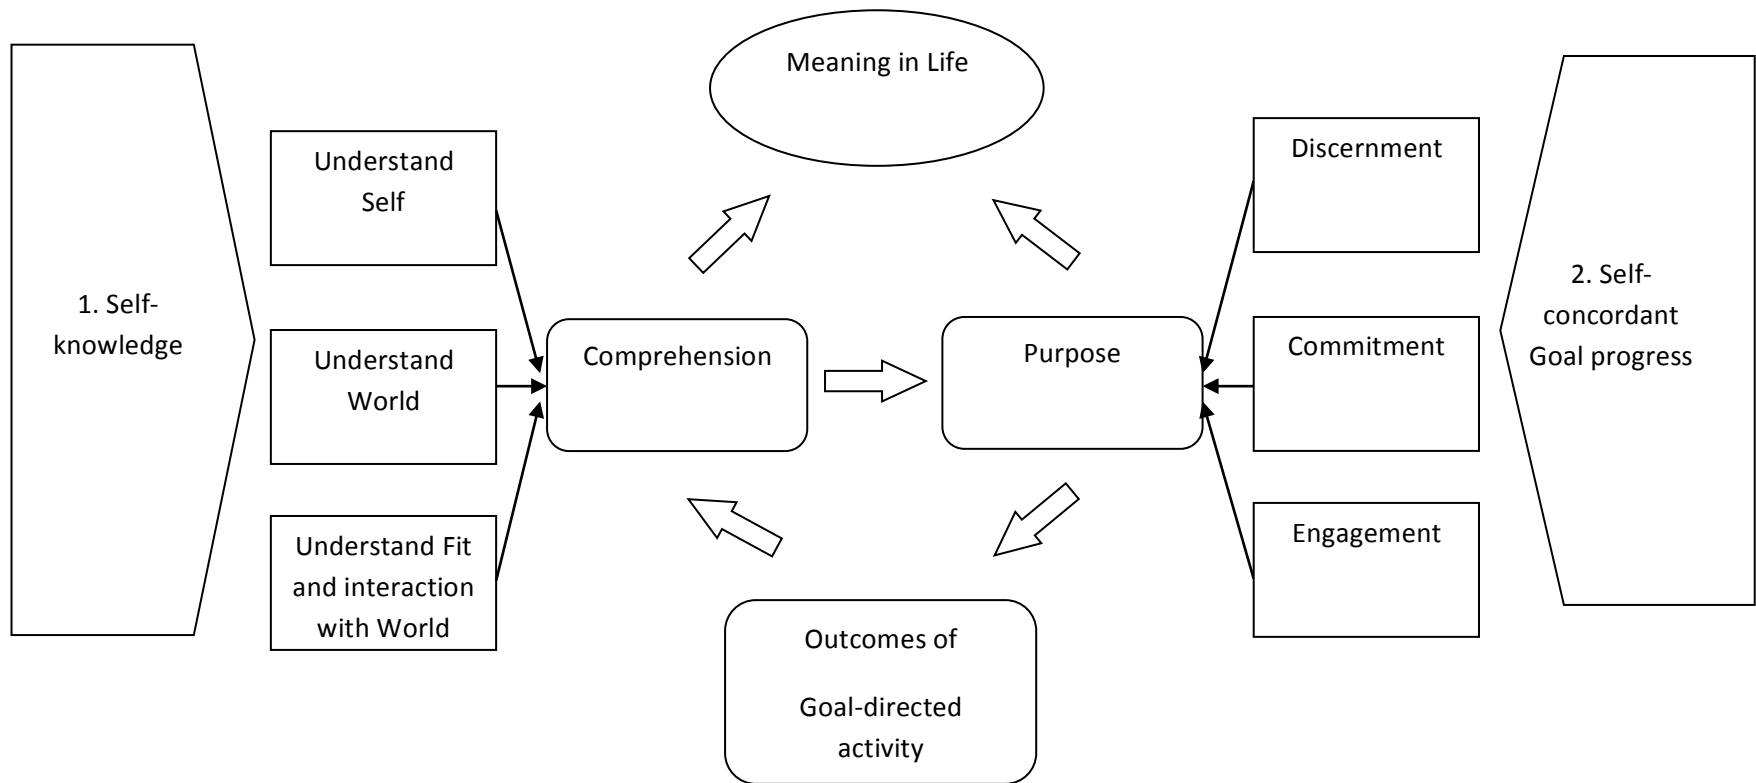 Meaning in Life
1. Self-
knowledge
Understand
Self
Understand
World
Understand Fit
and interaction
with World
Comprehension
Purpose
Discernment
Commitment
Engagement
2. Self-
concordant
Goal progress
Outcomes of
Goal-directed
activity